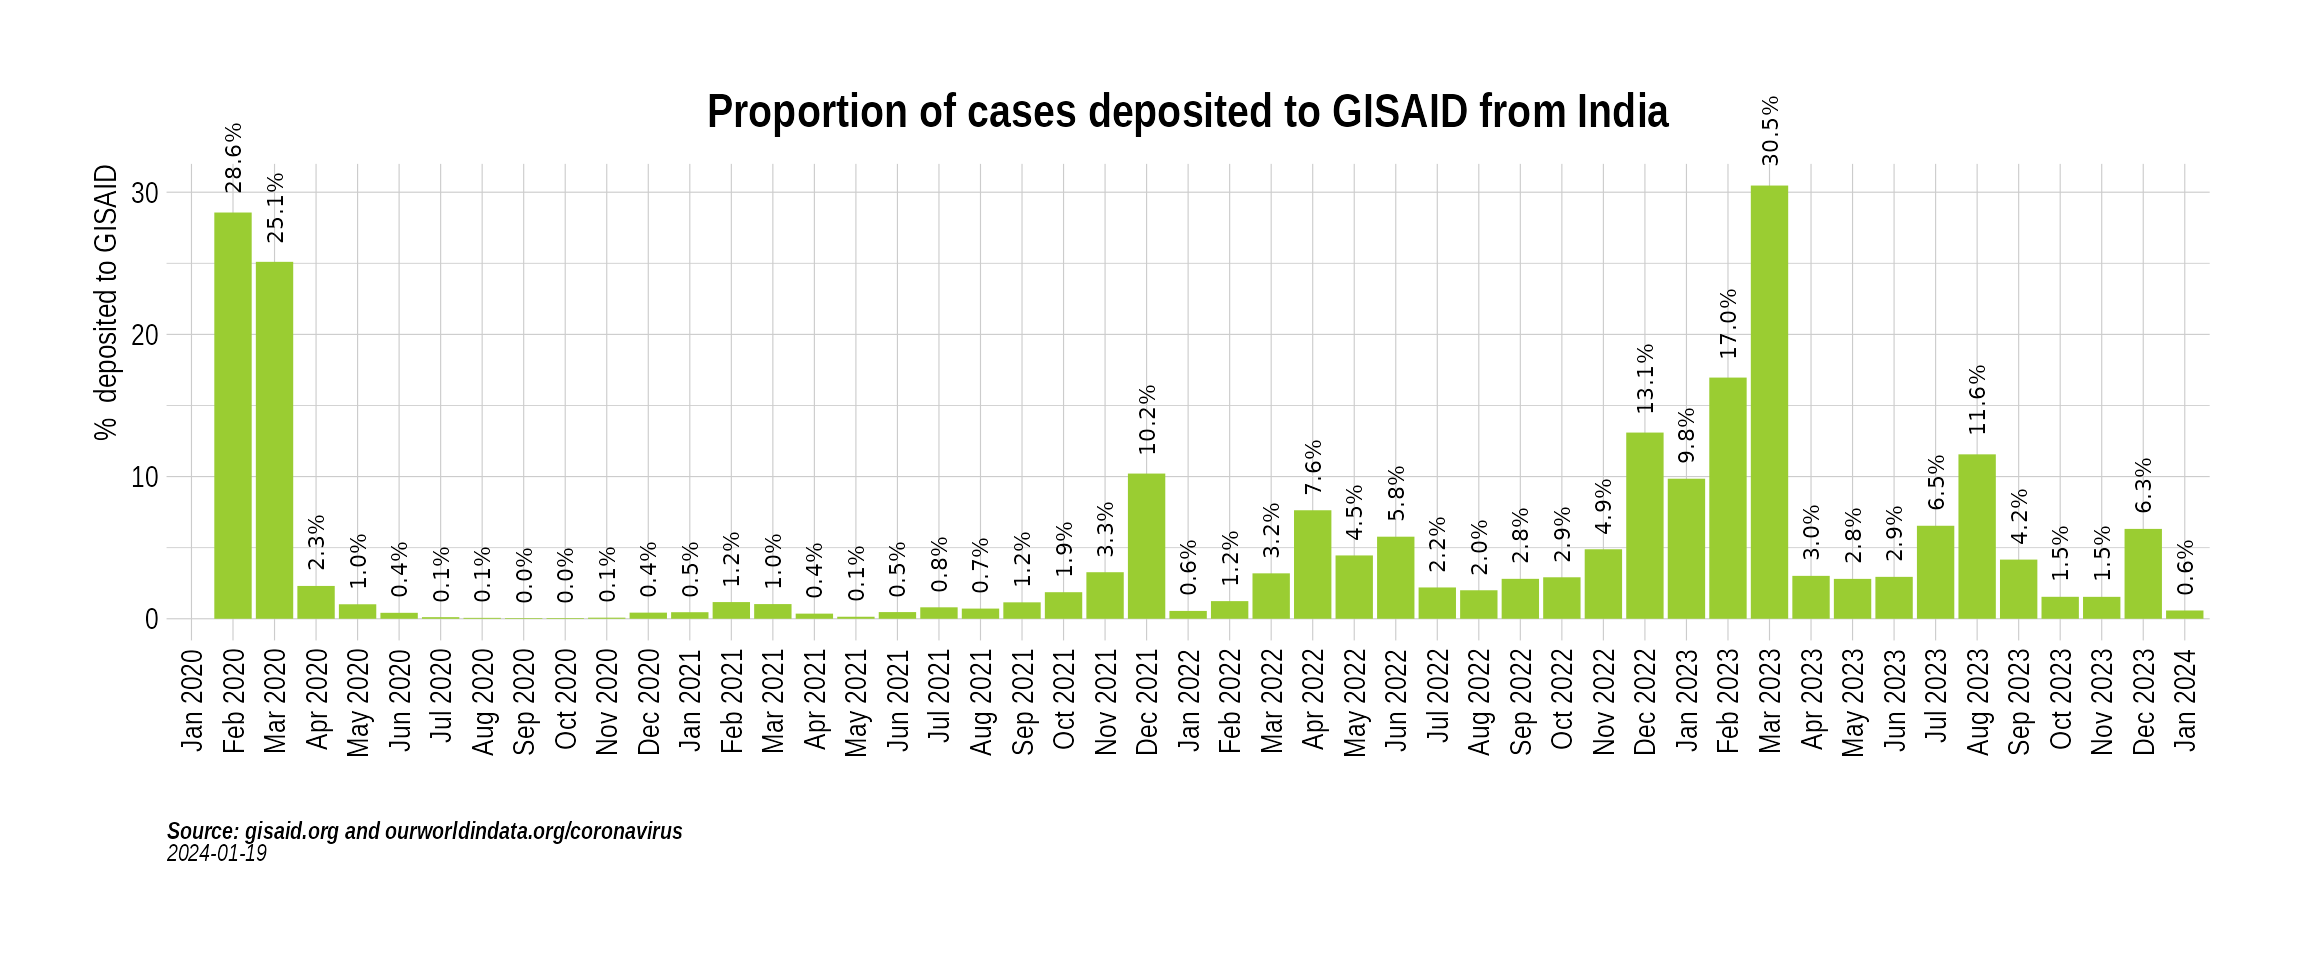 Proportion of cases deposited to GISAID from India
% deposited to GISAID
30
20
10
0
28.6%
25.1%
2.3%
1.0%
0.4%
0.1%
0.1%
0.0%
0.0%
0.1%
0.4%
0.5%
1.2%
1.0%
0.4%
0.1%
0.5%
0.8%
0.7%
1.2%
1.9%
3.3%
10.2%
0.6%
1.2%
3.2%
7.6%
4.5%
5.8%
2.2%
2.0%
2.8%
2.9%
4.9%
13.1%
9.8%
17.0%
30.5%
3.0%
2.8%
2.9%
6.5%
11.6%
4.2%
1.5%
1.5%
6.3%
0.6%
Jan 2020
Feb 2020
Mar 2020
Apr 2020
May 2020
Jun 2020
Jul 2020
Aug 2020
Sep 2020
Oct 2020
Nov 2020
Dec 2020
Jan 2021
Feb 2021
Mar 2021
Apr 2021
May 2021
Jun 2021
Jul 2021
Aug 2021
Sep 2021
Oct 2021
Nov 2021
Dec 2021
Jan 2022
Feb 2022
Mar 2022
Apr 2022
May 2022
Jun 2022
Jul 2022
Aug 2022
Sep 2022
Oct 2022
Nov 2022
Dec 2022
Jan 2023
Feb 2023
Mar 2023
Apr 2023
May 2023
Jun 2023
Jul 2023
Aug 2023
Sep 2023
Oct 2023
Nov 2023
Dec 2023
Jan 2024
Source: gisaid.org and ourworldindata.org/coronavirus
2024-01-19